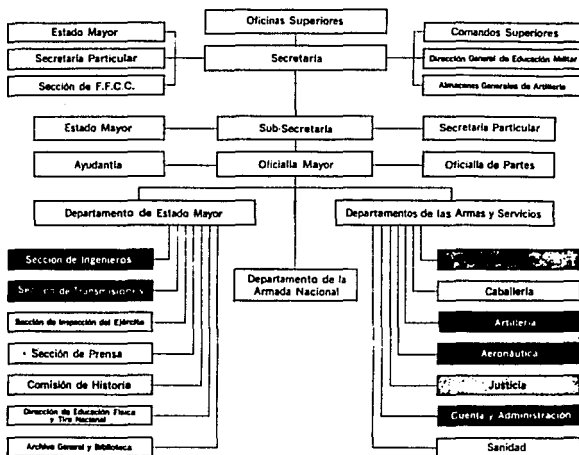 Oficinas Superiores
Estado Mayor
Comandos Superiores
Secretaría Particular
Secretaría
Dirección General de Educación Militar
Sección de F.F.C.C.
Almacenes Generales de Artillería
Estado Mayor
Sub-Secretaría
Secretaría Particular
Ayudantía
Oficialía Mayor
Oficialía de Partes
Departamento de Estado Mayor
Departamentos de las Armas y Servicios
Sección de Ingenieros
Sección de Transmisiones
Departamento de la
Armada Nacional
Caballería
Sección de Inspección del Ejército
Artillería
Sección de Prensa
Aeronáutica
Comisión de Historia
Justicia
Dirección de Educación Física
y Tiro Nacional
Cuenta y Administración
Archivo General y Biblioteca
Sanidad